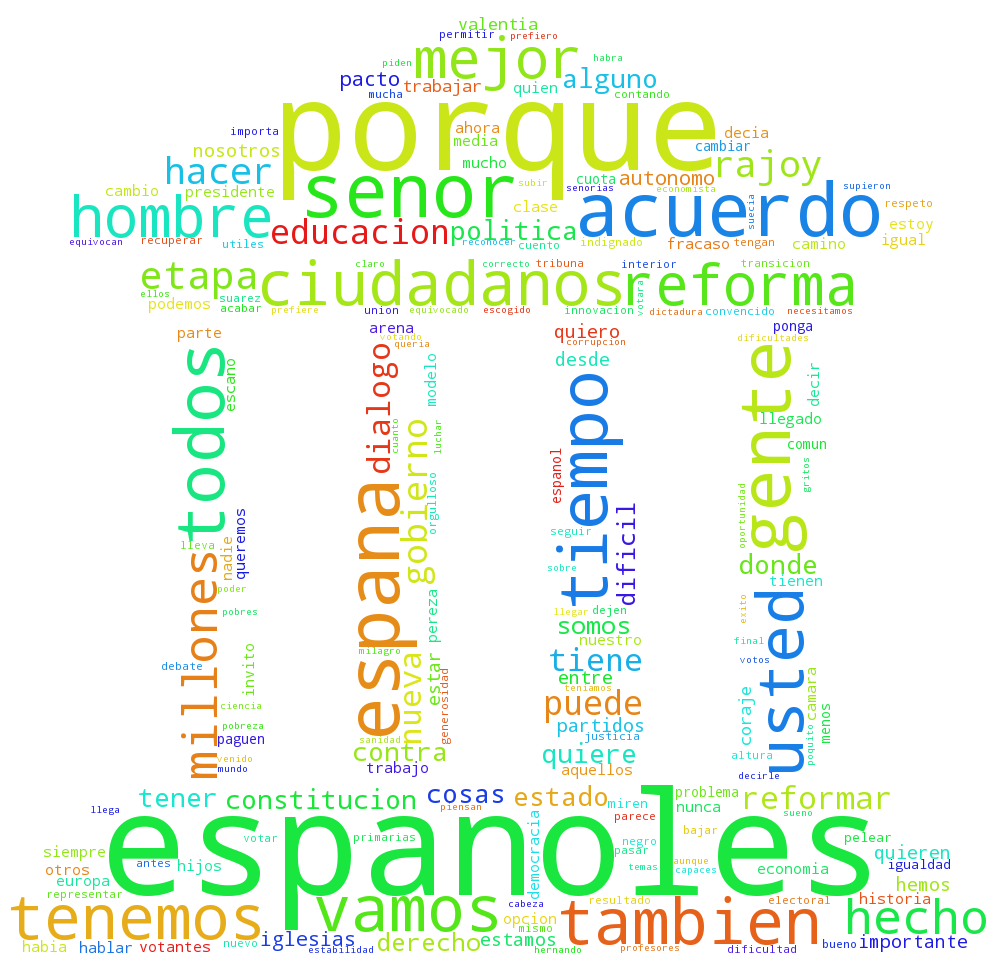 valentia
permitir prefiero
mejor
piden habra
pacto trabajar quien alguno
mucha contando
porque
importa ahora decia
nosotros media cambiar
hacer mucho rajoy
senor cuota autonomo
cambio presidente subir senorias economista supieron
hombre clase acuerdo suecia respeto
educacion politica estoy
equivocan recuperar utiles reconocer cuento indignado fracaso tengan camino igual
etapa ciudadanos reforma
claro correcto tribuna interior transicion
ellos suarez votara
podemos acabar prefiere union equivocado escogido innovacion dictadura convencido necesitamos
parte arena quiero ponga
votando queria corrupcion dificultades
todos escano dialogo modelo desde gente decir
cuanto luchar tiempo llegado
espanol comun
espana gobierno orgulloso gritos
oportunidad
lleva nadie queremos seguir dificil donde
millones poder sobre tienen
pobres pereza llegar dejen usted exito
somos
milagro nuestro final
debate invito nueva estar tiene votos
entre
teniamos
ciencia generosidad puede coraje camara
pobreza partidos menos
paguen sanidad justicia
venido contra quiere altura poquito
mundo trabajo aquellos decirle
tener constitucion cosas estado problema reformar
llega piensan miren nunca sueno
parece
espanoles
votar primarias democracia negro bajar pelear
siempre pasar quieren
otros antes hijos temas aunque economia igualdad
europa capaces hemos
representar cabeza resultado electoral historia
tenemos vamos opcion tambien hecho
mismo
habia hablar votantes nuevo iglesias derecho estamos bueno importante
estabilidad hernando profesores dificultad